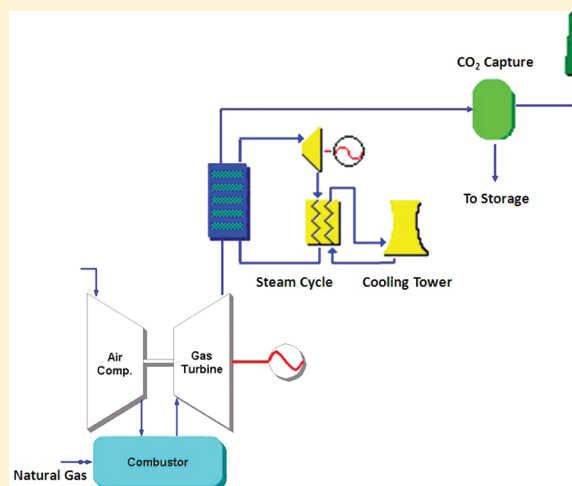 CO₂ Capture
To Storage
Steam Cycle
Cooling Tower
Air
Comp.
Gas
Turbine
Combustor
Natural Gas